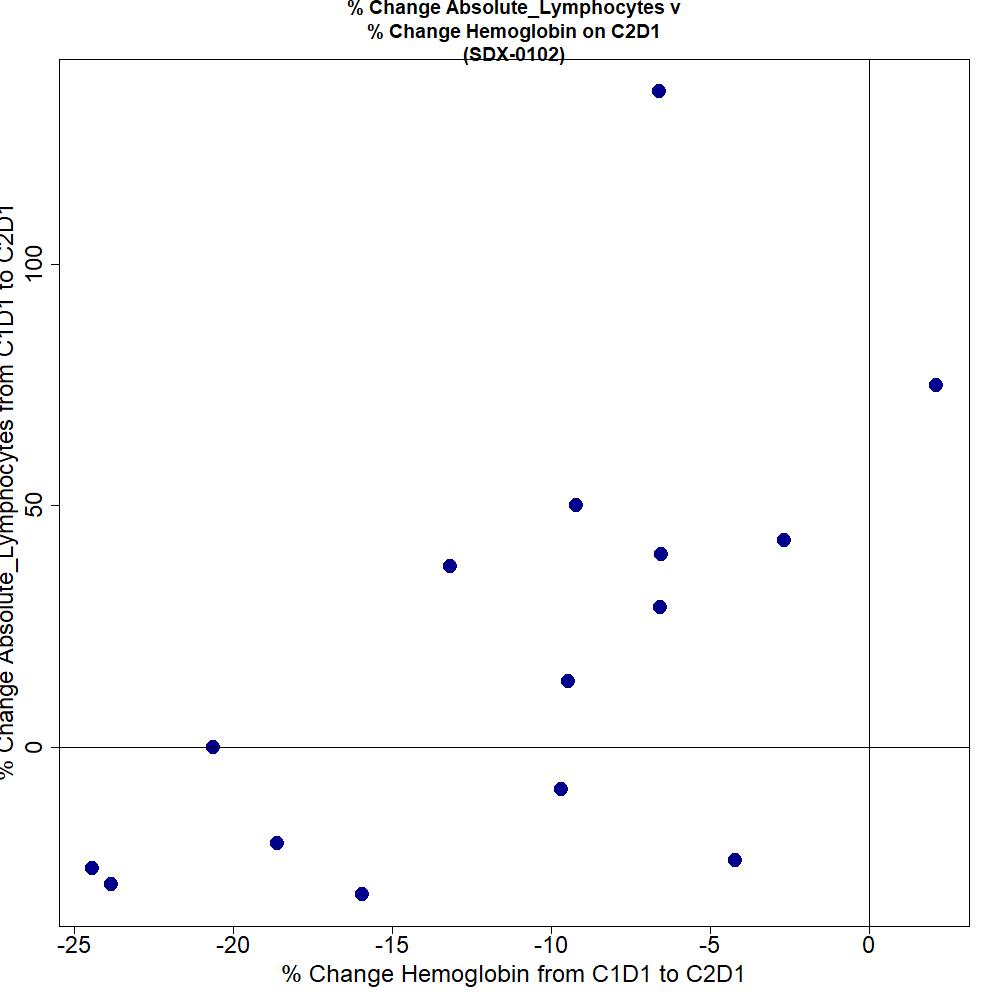 % Change Absolute_Lymphocytes v
% Change Hemoglobin on C2D1
(SDX-0102)
% Change Absolute_Lymphocytes from C1D1 to C2D1
100
50
0
-25
-20
-15
-10
-5
0
% Change Hemoglobin from C1D1 to C2D1